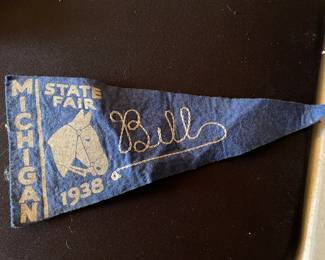 MICHIGAN
STATE
FAIR
1938
Bill